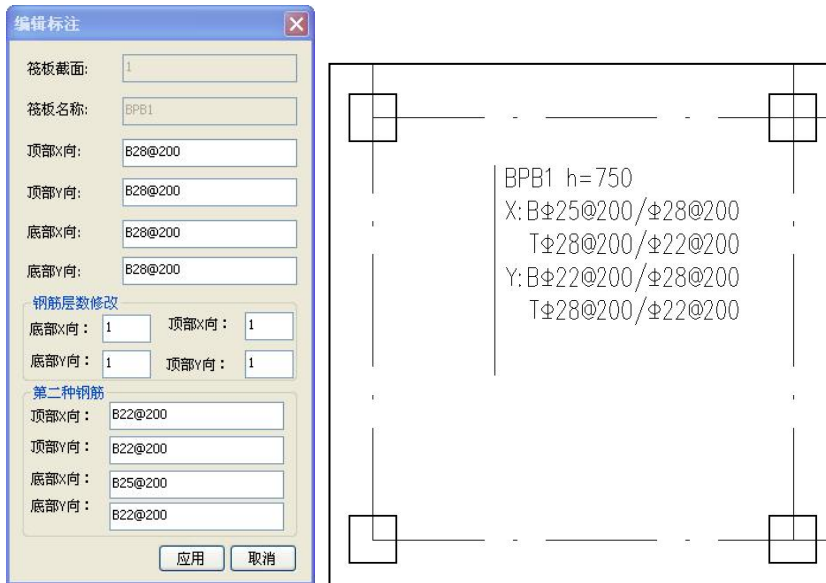 编辑标注
筏板截面: 1
筏板名称: BPB1
顶部X向: B28@200
顶部Y向: B28@200
底部X向: B28@200
底部Y向: B28@200
钢筋层数修改
底部X向： 1 顶部X向： 1
底部Y向： 1 顶部Y向： 1
第二种钢筋
顶部X向： B22@200
顶部Y向： B22@200
底部X向： B25@200
底部Y向： B22@200
应用 取消
BPB1 h=750
X:BΦ25@200/Φ28@200
TΦ28@200/Φ22@200
Y:BΦ22@200/Φ28@200
TΦ28@200/Φ22@200